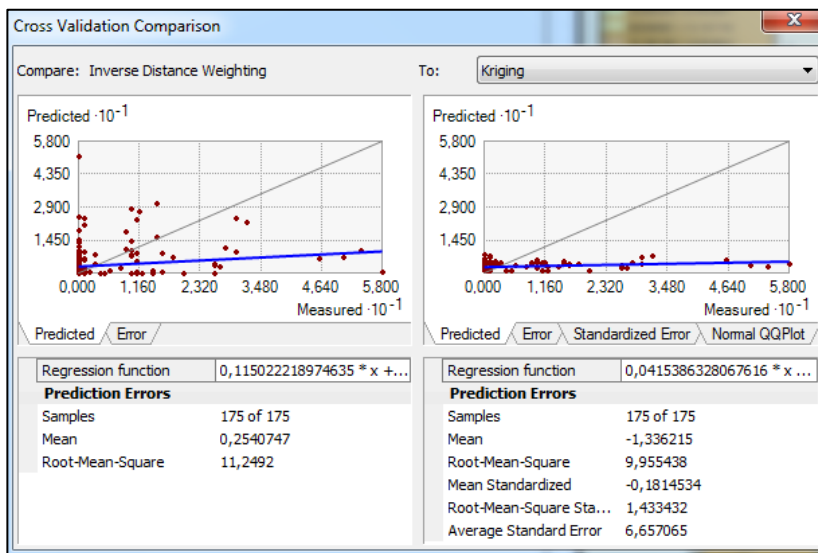 Cross Validation Comparison
Compare: Inverse Distance Weighting
To: Kriging
Predicted ·10⁻¹
5,800
4,350
2,900
1,450
0,000 1,160 2,320 3,480 4,640 5,800
Measured ·10⁻¹
Predicted Error
Regression function 0,115022218974635 * x +...
Prediction Errors
Samples 175 of 175
Mean 0,2540747
Root-Mean-Square 11,2492
Predicted ·10⁻¹
5,800
4,350
2,900
1,450
0,000 1,160 2,320 3,480 4,640 5,800
Measured ·10⁻¹
Predicted Error Standardized Error Normal QQPlot
Regression function 0,0415386328067616 * x ...
Prediction Errors
Samples 175 of 175
Mean -1,336215
Root-Mean-Square 9,955438
Mean Standardized -0,1814534
Root-Mean-Square Sta... 1,433432
Average Standard Error 6,657065